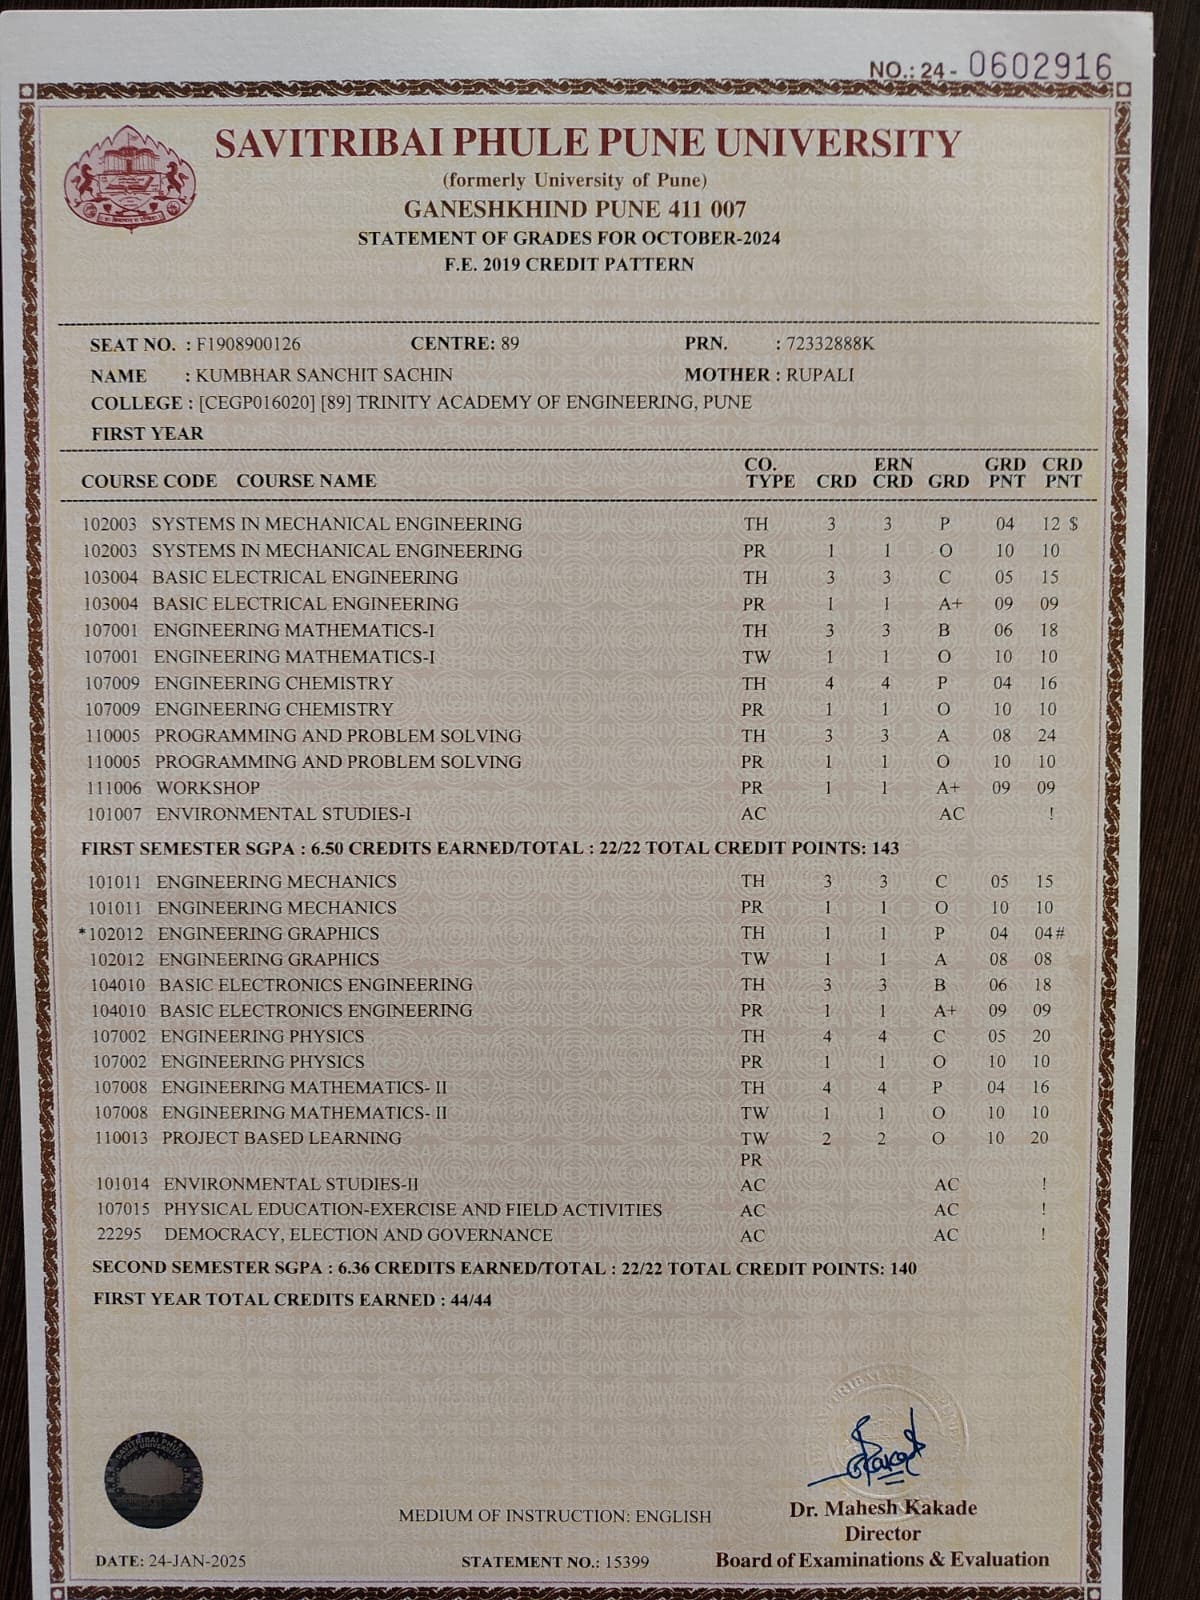 NO.: 24- 0602916
SAVITRIBAI PHULE PUNE UNIVERSITY
(formerly University of Pune)
GANESHKHIND PUNE 411 007
STATEMENT OF GRADES FOR OCTOBER-2024
F.E. 2019 CREDIT PATTERN
SEAT NO. : F1908900126 CENTRE: 89 PRN. : 72332888K
NAME : KUMBHAR SANCHIT SACHIN MOTHER : RUPALI
COLLEGE : [CEGP016020] [89] TRINITY ACADEMY OF ENGINEERING, PUNE
FIRST YEAR
CO. ERN GRD CRD
COURSE CODE COURSE NAME TYPE CRD CRD GRD PNT PNT
102003 SYSTEMS IN MECHANICAL ENGINEERING TH 3 3 P 04 12 $
102003 SYSTEMS IN MECHANICAL ENGINEERING PR 1 1 O 10 10
103004 BASIC ELECTRICAL ENGINEERING TH 3 3 C 05 15
103004 BASIC ELECTRICAL ENGINEERING PR 1 1 A+ 09 09
107001 ENGINEERING MATHEMATICS-I TH 3 3 B 06 18
107001 ENGINEERING MATHEMATICS-I TW 1 1 O 10 10
107009 ENGINEERING CHEMISTRY TH 4 4 P 04 16
107009 ENGINEERING CHEMISTRY PR 1 1 O 10 10
110005 PROGRAMMING AND PROBLEM SOLVING TH 3 3 A 08 24
110005 PROGRAMMING AND PROBLEM SOLVING PR 1 1 O 10 10
111006 WORKSHOP PR 1 1 A+ 09 09
101007 ENVIRONMENTAL STUDIES-I AC AC !
FIRST SEMESTER SGPA : 6.50 CREDITS EARNED/TOTAL : 22/22 TOTAL CREDIT POINTS: 143
101011 ENGINEERING MECHANICS TH 3 3 C 05 15
101011 ENGINEERING MECHANICS PR 1 1 O 10 10
*102012 ENGINEERING GRAPHICS TH 1 1 P 04 04#
102012 ENGINEERING GRAPHICS TW 1 1 A 08 08
104010 BASIC ELECTRONICS ENGINEERING TH 3 3 B 06 18
104010 BASIC ELECTRONICS ENGINEERING PR 1 1 A+ 09 09
107002 ENGINEERING PHYSICS TH 4 4 C 05 20
107002 ENGINEERING PHYSICS PR 1 1 O 10 10
107008 ENGINEERING MATHEMATICS- II TH 4 4 P 04 16
107008 ENGINEERING MATHEMATICS- II TW 1 1 O 10 10
110013 PROJECT BASED LEARNING TW 2 2 O 10 20
PR
101014 ENVIRONMENTAL STUDIES-II AC AC !
107015 PHYSICAL EDUCATION-EXERCISE AND FIELD ACTIVITIES AC AC !
22295 DEMOCRACY, ELECTION AND GOVERNANCE AC AC !
SECOND SEMESTER SGPA : 6.36 CREDITS EARNED/TOTAL : 22/22 TOTAL CREDIT POINTS: 140
FIRST YEAR TOTAL CREDITS EARNED : 44/44
SAVITRIBAI PHULE
PUNE UNIVERSITY
MEDIUM OF INSTRUCTION: ENGLISH
Dr. Mahesh Kakade
Director
DATE: 24-JAN-2025 STATEMENT NO.: 15399 Board of Examinations & Evaluation